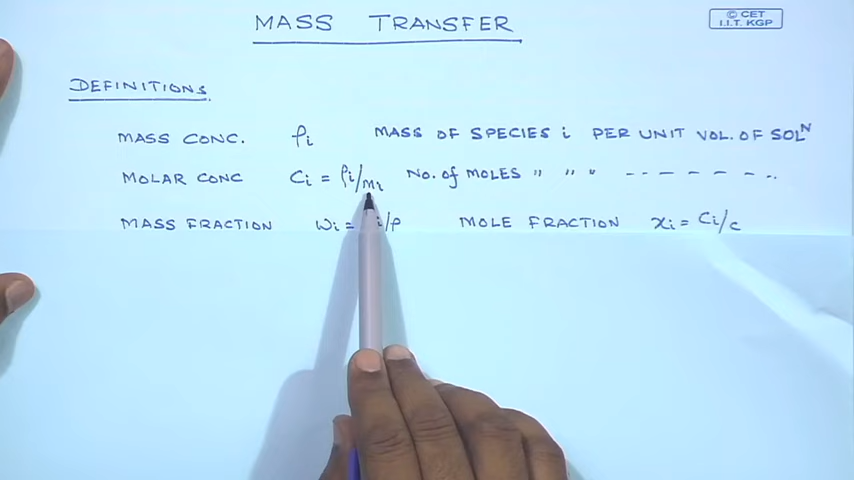 MASS TRANSFER
© CET
I.I.T. KGP
DEFINITIONS
MASS CONC. ρi MASS OF SPECIES i PER UNIT VOL. OF SOLᴺ
MOLAR CONC Ci = ρi/Mi No. of MOLES " " " -- - - - - ..
MASS FRACTION ωi = i/ρ MOLE FRACTION xi = Ci/c